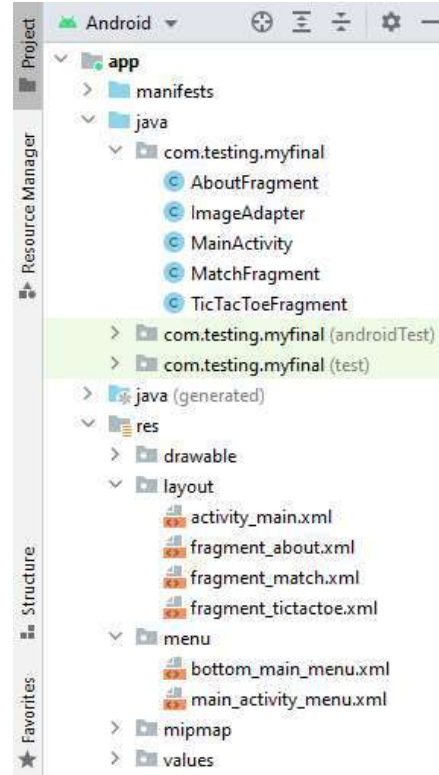 Project
Resource Manager
Structure
Favorites
Android
app
manifests
java
com.testing.myfinal
C AboutFragment
C ImageAdapter
C MainActivity
C MatchFragment
C TicTacToeFragment
com.testing.myfinal (androidTest)
com.testing.myfinal (test)
java (generated)
res
drawable
layout
activity_main.xml
fragment_about.xml
fragment_match.xml
fragment_tictactoe.xml
menu
bottom_main_menu.xml
main_activity_menu.xml
mipmap
values